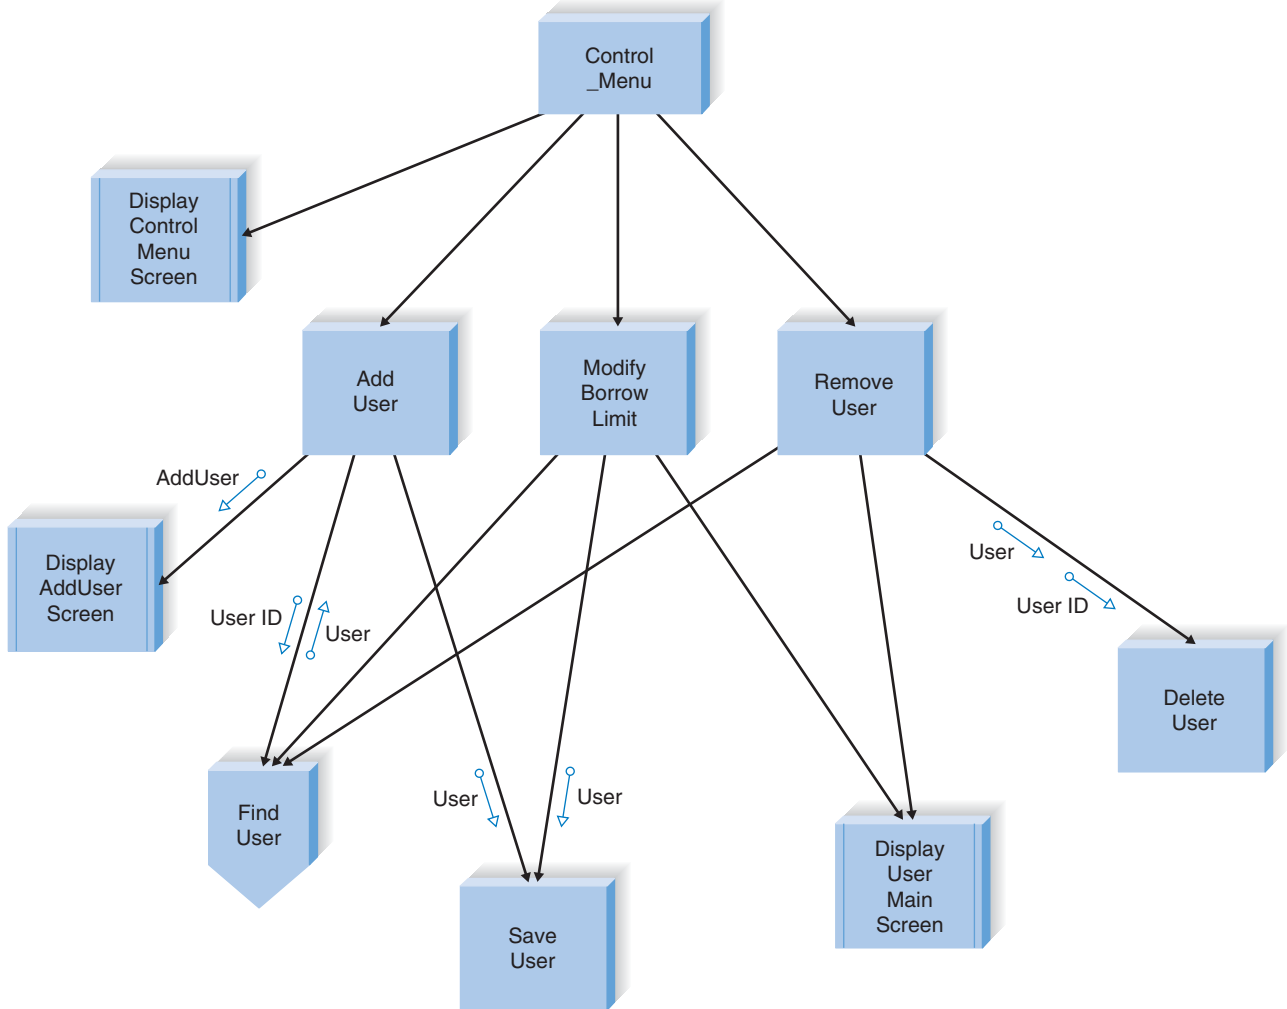 Control
_Menu
Display
Control
Menu
Screen
Add
User
Modify
Borrow
Limit
Remove
User
AddUser
User
User ID
Display
AddUser
Screen
User ID
User
Delete
User
User
User
Find
User
Display
User
Main
Screen
Save
User